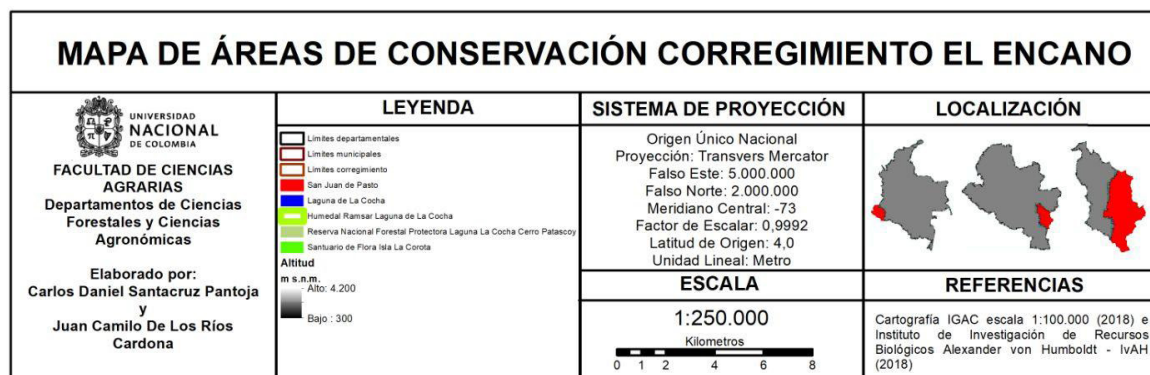 MAPA DE ÁREAS DE CONSERVACIÓN CORREGIMIENTO EL ENCANO
UNIVERSIDAD
NACIONAL
DE COLOMBIA
FACULTAD DE CIENCIAS
AGRARIAS
Departamentos de Ciencias
Forestales y Ciencias
Agronómicas
Elaborado por:
Carlos Daniel Santacruz Pantoja
y
Juan Camilo De Los Ríos
Cardona
LEYENDA
Límites departamentales
Límites municipales
Límites corregimiento
San Juan de Pasto
Laguna de La Cocha
Humedal Ramsar Laguna de La Cocha
Reserva Nacional Forestal Protectora Laguna La Cocha Cerro Patascoy
Santuario de Flora Isla La Corota
Altitud
m s.n.m.
Alto: 4.200
Bajo : 300
SISTEMA DE PROYECCIÓN
Origen Único Nacional
Proyección: Transvers Mercator
Falso Este: 5.000.000
Falso Norte: 2.000.000
Meridiano Central: -73
Factor de Escalar: 0,9992
Latitud de Origen: 4,0
Unidad Lineal: Metro
ESCALA
1:250.000
Kilometros
0 1 2 4 6 8
LOCALIZACIÓN
REFERENCIAS
Cartografía IGAC escala 1:100.000 (2018) e
Instituto de Investigación de Recursos
Biológicos Alexander von Humboldt - IvAH
(2018)